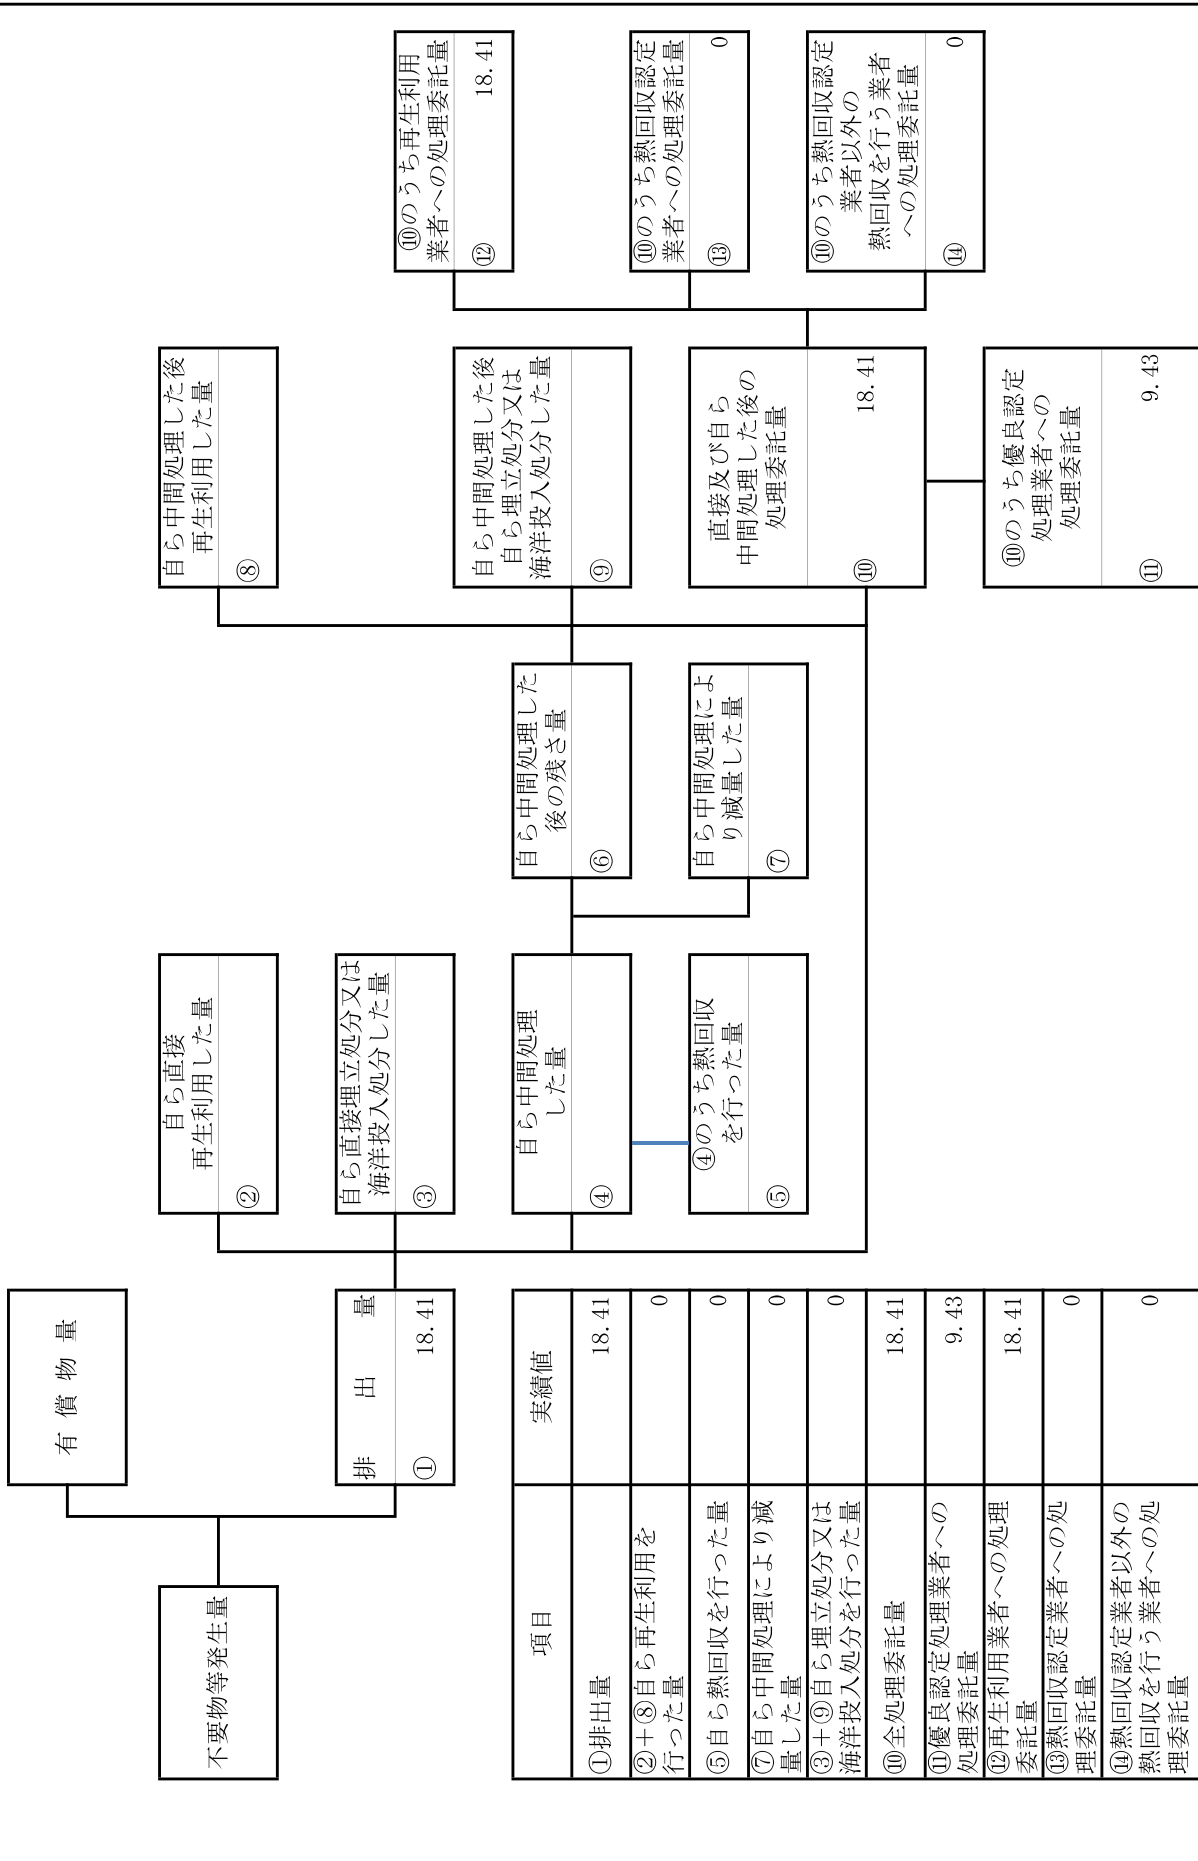 不要物等発生量
有 償 物 量
排 出 量
① 18.41
自ら直接
再生利用した量
②
自ら直接埋立処分又は
海洋投入処分した量
③
自ら中間処理
した量
④
④のうち熱回収
を行った量
⑤
自ら中間処理した
後の残さ量
⑥
自ら中間処理によ
り減量した量
⑦
自ら中間処理した後
再生利用した量
⑧
自ら中間処理した後
自ら埋立処分又は
海洋投入処分した量
⑨
直接及び自ら
中間処理した後の
処理委託量
⑩ 18.41
⑩のうち優良認定
処理業者への
処理委託量
⑪ 9.43
⑩のうち再生利用
業者への処理委託量
⑫ 18.41
⑩のうち熱回収認定
業者への処理委託量
⑬ 0
⑩のうち熱回収認定
業者以外の
熱回収を行う業者
への処理委託量
⑭ 0
項目 実績値
①排出量 18.41
②+⑧自ら再生利用を
行った量 0
⑤自ら熱回収を行った量 0
⑦自ら中間処理により減
量した量 0
③+⑨自ら埋立処分又は
海洋投入処分を行った量 0
⑩全処理委託量 18.41
⑪優良認定処理業者への
処理委託量 9.43
⑫再生利用業者への処理
委託量 18.41
⑬熱回収認定業者への処
理委託量 0
⑭熱回収認定業者以外の
熱回収を行う業者への処
理委託量 0